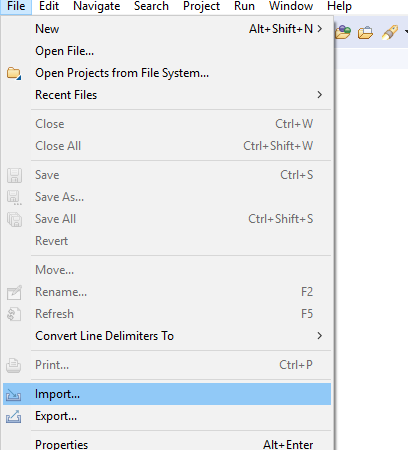 File Edit Navigate Search Project Run Window Help
New Alt+Shift+N
Open File...
Open Projects from File System...
Recent Files
Close Ctrl+W
Close All Ctrl+Shift+W
Save Ctrl+S
Save As...
Save All Ctrl+Shift+S
Revert
Move...
Rename... F2
Refresh F5
Convert Line Delimiters To
Print... Ctrl+P
Import...
Export...
Properties Alt+Enter